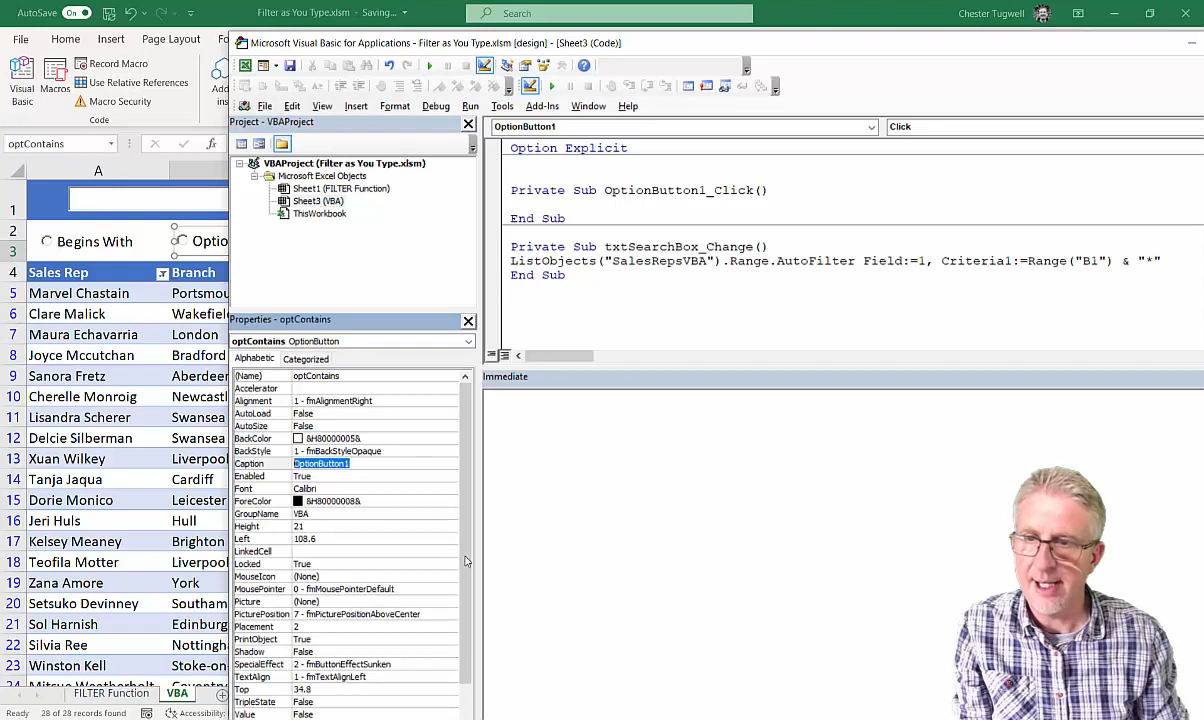 AutoSave On Filter as You Type.xlsm - Saving... Search Chester Tugwell
File Home Insert Page Layout
Visual Basic
Macros
Record Macro
Use Relative References
Macro Security
Code
optContains fx
Microsoft Visual Basic for Applications - Filter as You Type.xlsm [design] - [Sheet3 (Code)]
File Edit View Insert Format Debug Run Tools Add-Ins Window Help
Project - VBAProject
VBAProject (Filter as You Type.xlsm)
Microsoft Excel Objects
Sheet1 (FILTER Function)
Sheet3 (VBA)
ThisWorkbook
OptionButton1 Click
Option Explicit
Private Sub OptionButton1_Click()
End Sub
Private Sub txtSearchBox_Change()
ListObjects("SalesRepsVBA").Range.AutoFilter Field:=1, Criteria1:=Range("B1") & "*"
End Sub
Immediate
Properties - optContains
optContains OptionButton
Alphabetic Categorized
(Name) optContains
Accelerator
Alignment 1 - fmAlignmentRight
AutoLoad False
AutoSize False
BackColor &H80000005&
BackStyle 1 - fmBackStyleOpaque
Caption OptionButton1
Enabled True
Font Calibri
ForeColor &H80000008&
GroupName VBA
Height 21
Left 108.6
LinkedCell
Locked True
MouseIcon (None)
MousePointer 0 - fmMousePointerDefault
Picture (None)
PicturePosition 7 - fmPicturePositionAboveCenter
Placement 2
PrintObject True
Shadow False
SpecialEffect 2 - fmButtonEffectSunken
TextAlign 1 - fmTextAlignLeft
Top 34.8
TripleState False
Value False
A
1
2
3
Begins With Optio
4 Sales Rep Branch
5 Marvel Chastain Portsmou
6 Clare Malick Wakefie
7 Maura Echavarria London
8 Joyce Mccutchan Bradford
9 Sanora Fretz Aberdee
10 Cherelle Monroig Newcast
11 Lisandra Scherer Swansea
12 Delcie Silberman Swansea
13 Xuan Wilkey Liverpo
14 Tanja Jaqua Cardiff
15 Dorie Monico Leicester
16 Jeri Huls Hull
17 Kelsey Meaney Brighton
18 Teofila Motter Liverpoo
19 Zana Amore York
20 Setsuko Devinney Southam
21 Sol Harnish Edinburg
22 Silvia Ree Nottingh
23 Winston Kell Stoke-on
24
FILTER Function VBA
28 of 28 records found Accessibility: